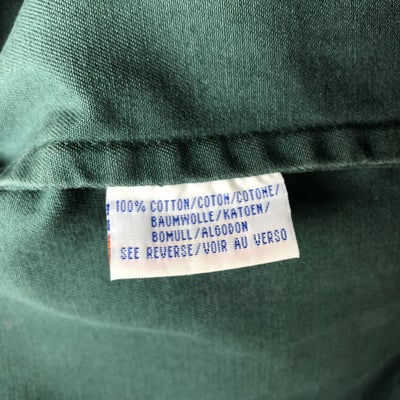 100% COTTON/COTON/COTONE/
BAUMWOLLE/KATOEN/
BOMULL/ALGODON
SEE REVERSE/VOIR AU VERSO